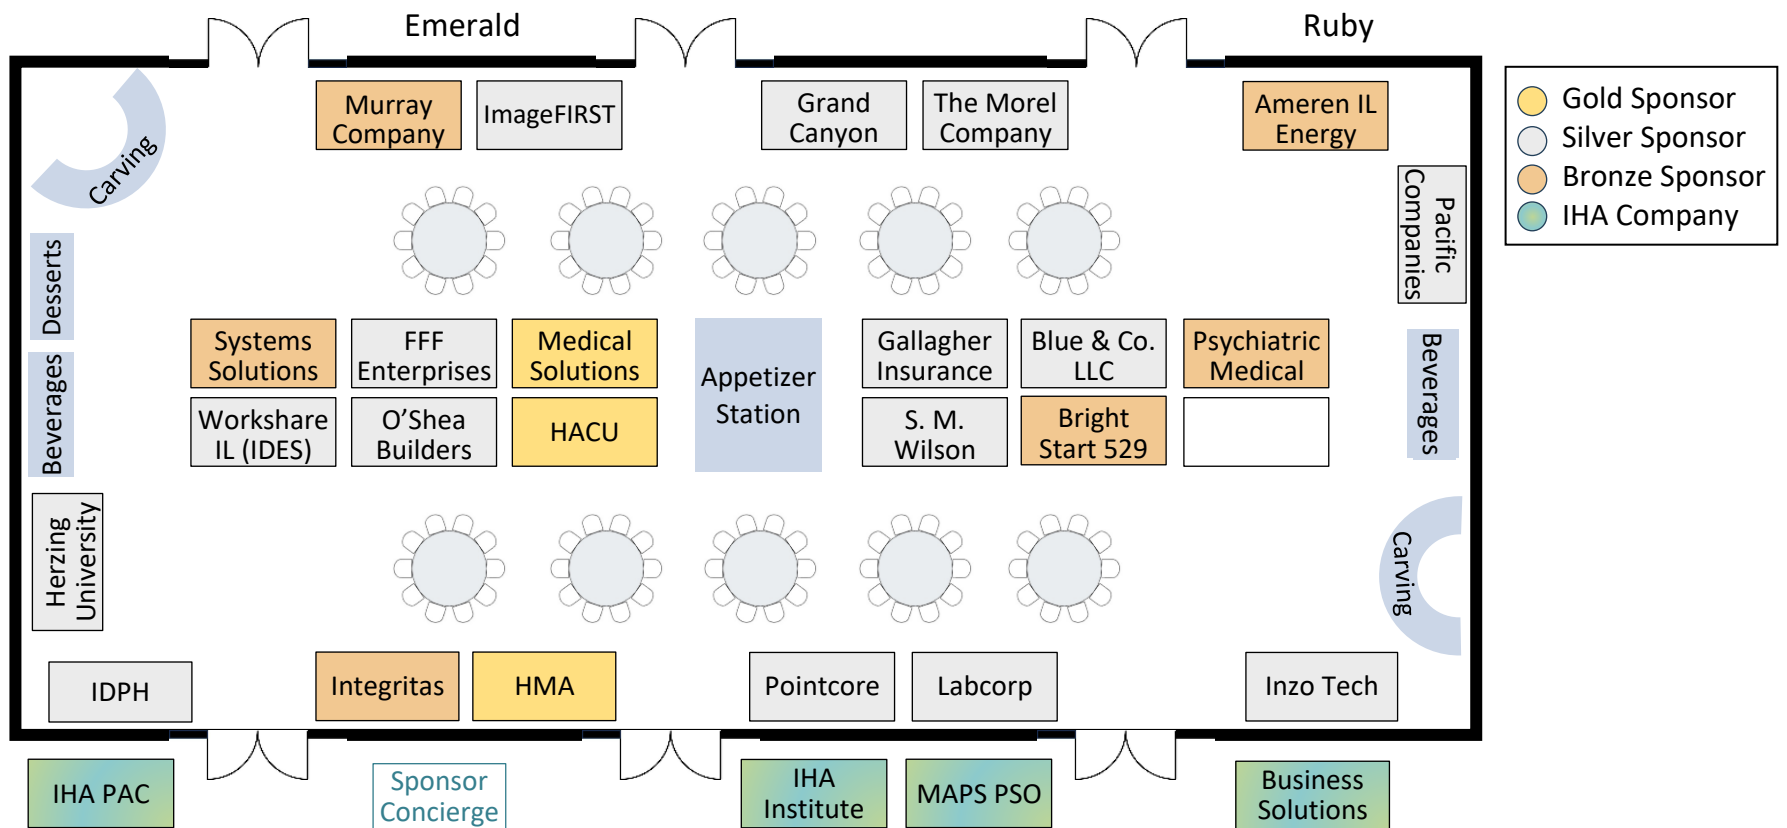 Emerald
Ruby
Murray
Company
ImageFIRST
Grand
Canyon
The Morel
Company
Ameren IL
Energy
Gold Sponsor
Silver Sponsor
Bronze Sponsor
IHA Company
Carving
Pacific
Companies
Desserts
Beverages
Systems
Solutions
FFF
Enterprises
Medical
Solutions
Appetizer
Station
Gallagher
Insurance
Blue & Co.
LLC
Psychiatric
Medical
Beverages
Workshare
IL (IDES)
O’Shea
Builders
HACU
S. M.
Wilson
Bright
Start 529
Herzing
University
Carving
IDPH
Integritas
HMA
Pointcore
Labcorp
Inzo Tech
IHA PAC
Sponsor
Concierge
IHA
Institute
MAPS PSO
Business
Solutions